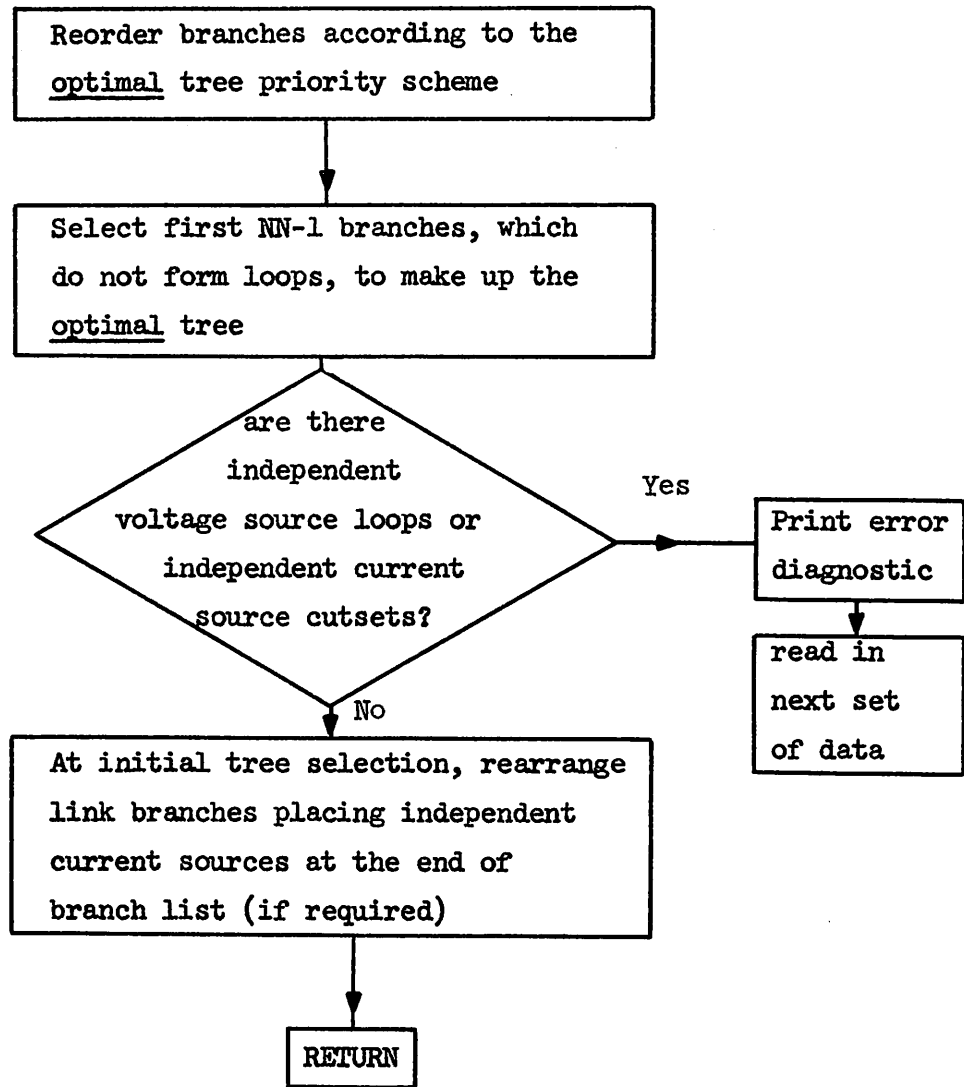 Reorder branches according to the
optimal tree priority scheme
Select first NN-1 branches, which
do not form loops, to make up the
optimal tree
are there
independent
voltage source loops or
independent current
source cutsets?
Yes
Print error
diagnostic
read in
next set
of data
No
At initial tree selection, rearrange
link branches placing independent
current sources at the end of
branch list (if required)
RETURN